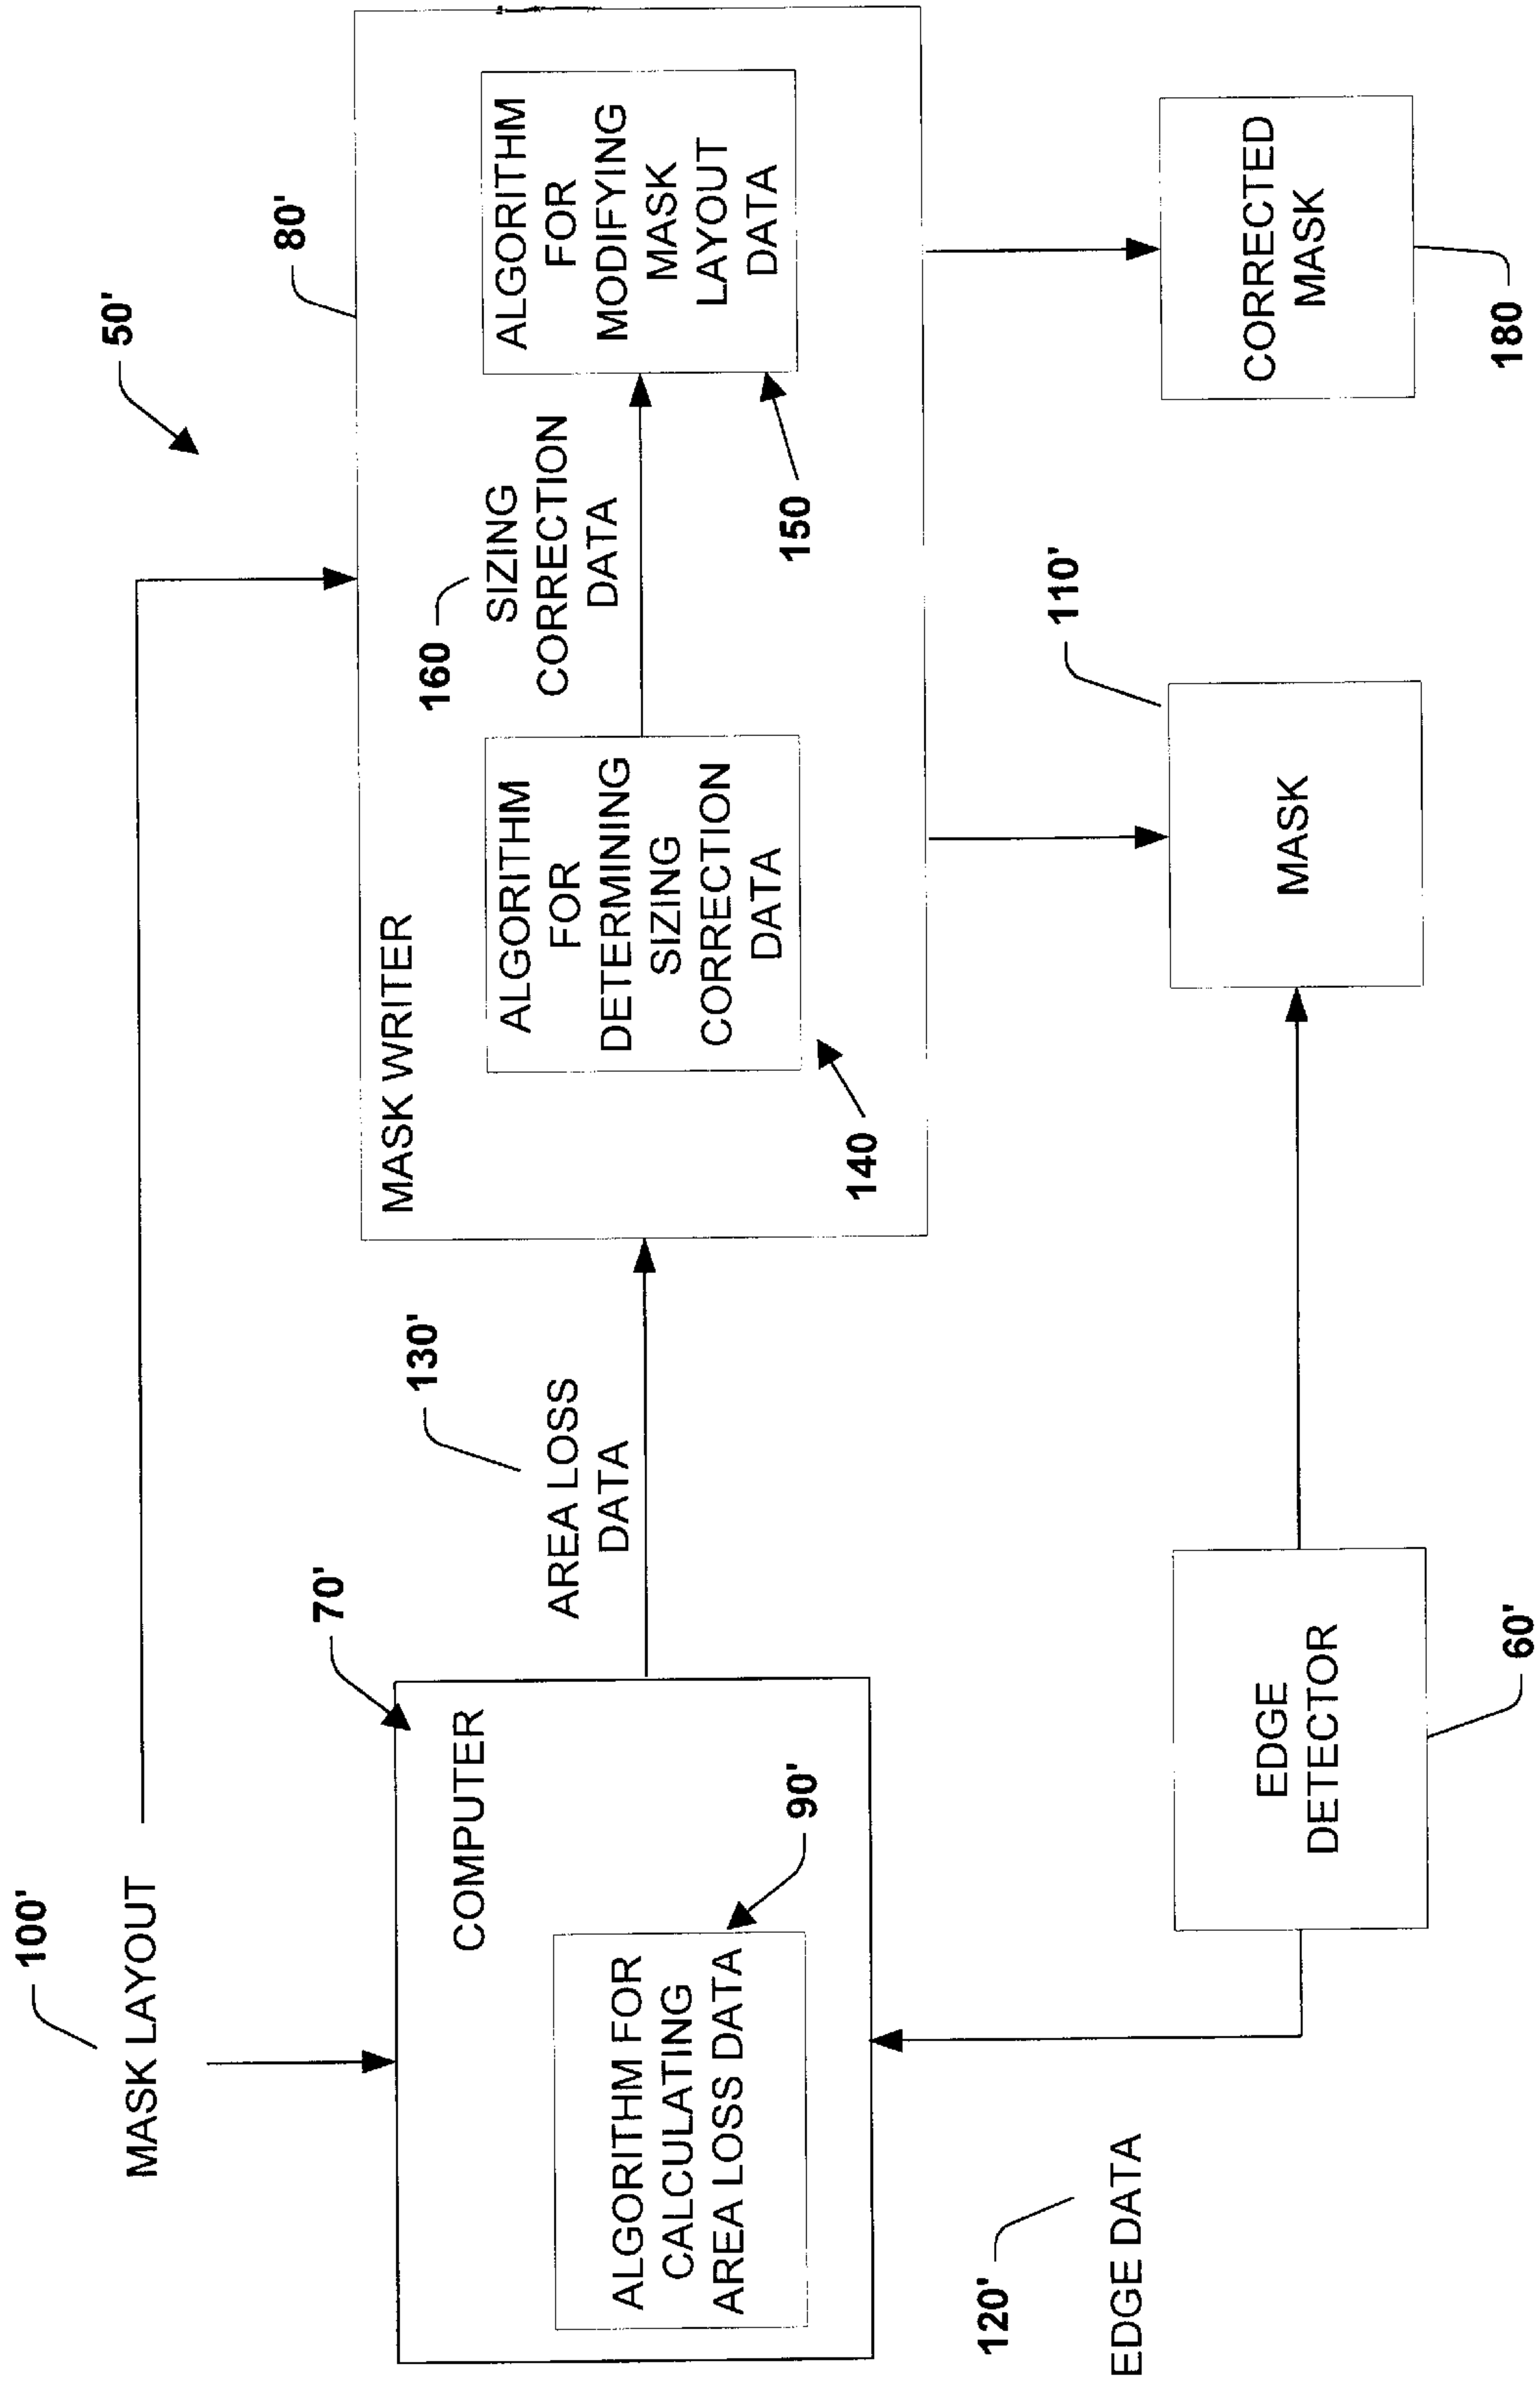 50'
100'
MASK LAYOUT
80'
MASK WRITER
160
SIZING
CORRECTION
DATA
ALGORITHM
FOR
DETERMINING
SIZING
CORRECTION
DATA
140
ALGORITHM
FOR
MODIFYING
MASK
LAYOUT
DATA
150
70'
COMPUTER
ALGORITHM FOR
CALCULATING
AREA LOSS DATA
90'
130'
AREA LOSS
DATA
120'
EDGE DATA
EDGE
DETECTOR
60'
110'
MASK
CORRECTED
MASK
180